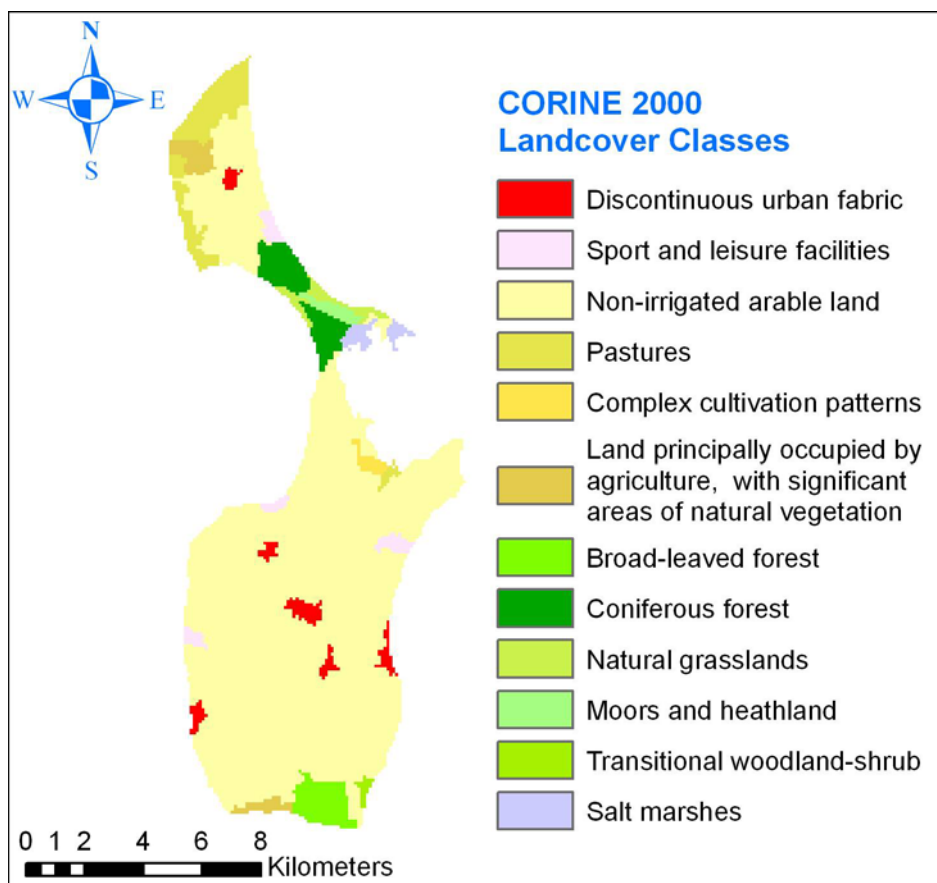 N
W E
S
CORINE 2000
Landcover Classes
Discontinuous urban fabric
Sport and leisure facilities
Non-irrigated arable land
Pastures
Complex cultivation patterns
Land principally occupied by
agriculture, with significant
areas of natural vegetation
Broad-leaved forest
Coniferous forest
Natural grasslands
Moors and heathland
Transitional woodland-shrub
Salt marshes
0 1 2 4 6 8
Kilometers